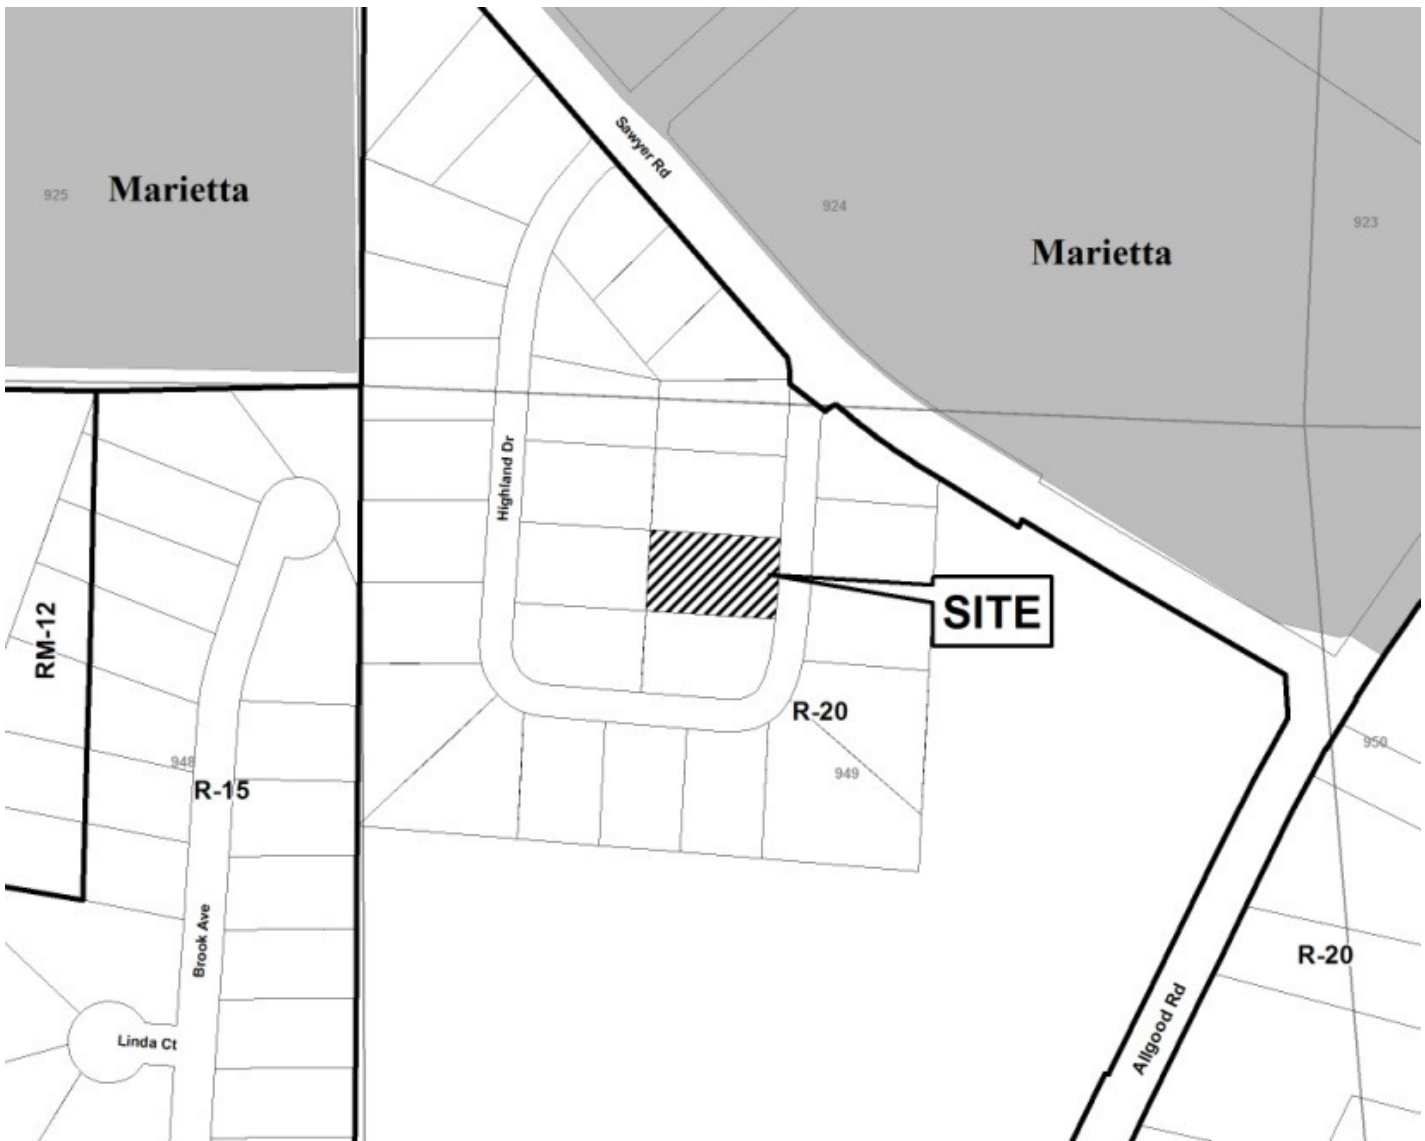 Sawyer Rd
925
Marietta
924
923
Marietta
Highland Dr
SITE
RM-12
R-20
950
948
R-15
949
Brook Ave
R-20
Linda Ct
Allgood Rd